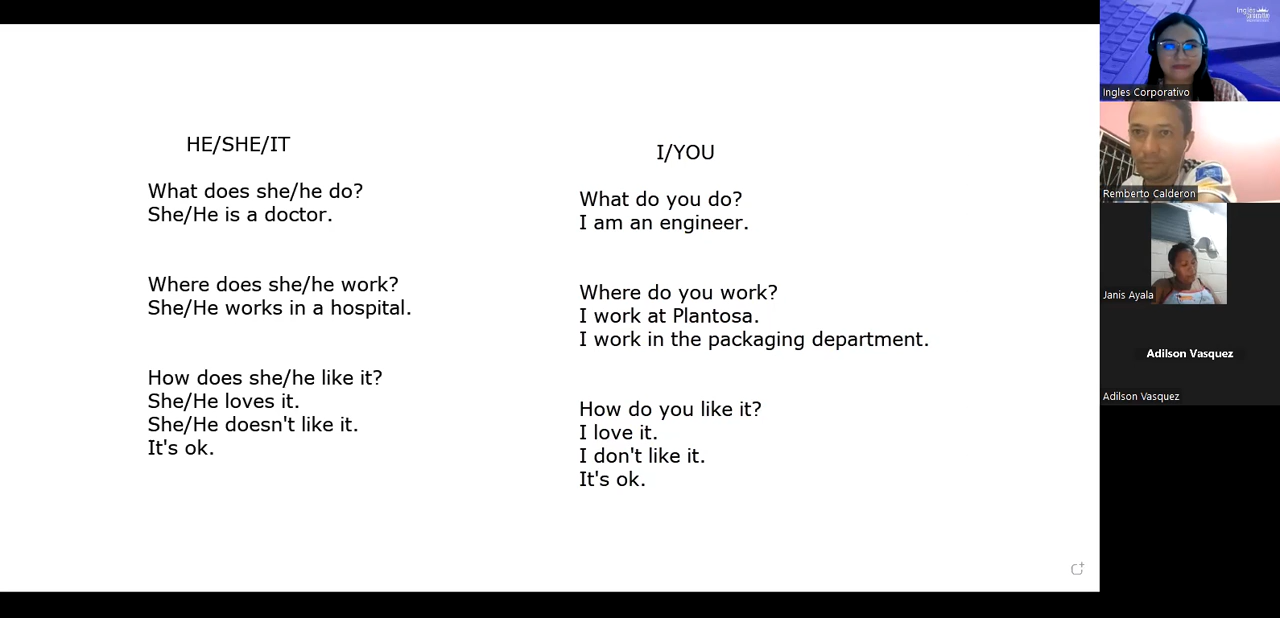 HE/SHE/IT
What does she/he do?
She/He is a doctor.
Where does she/he work?
She/He works in a hospital.
How does she/he like it?
She/He loves it.
She/He doesn't like it.
It's ok.
I/YOU
What do you do?
I am an engineer.
Where do you work?
I work at Plantosa.
I work in the packaging department.
How do you like it?
I love it.
I don't like it.
It's ok.
Ingles
Ingles Corporativo
Remberto Calderon
Janis Ayala
Adilson Vasquez
Adilson Vasquez